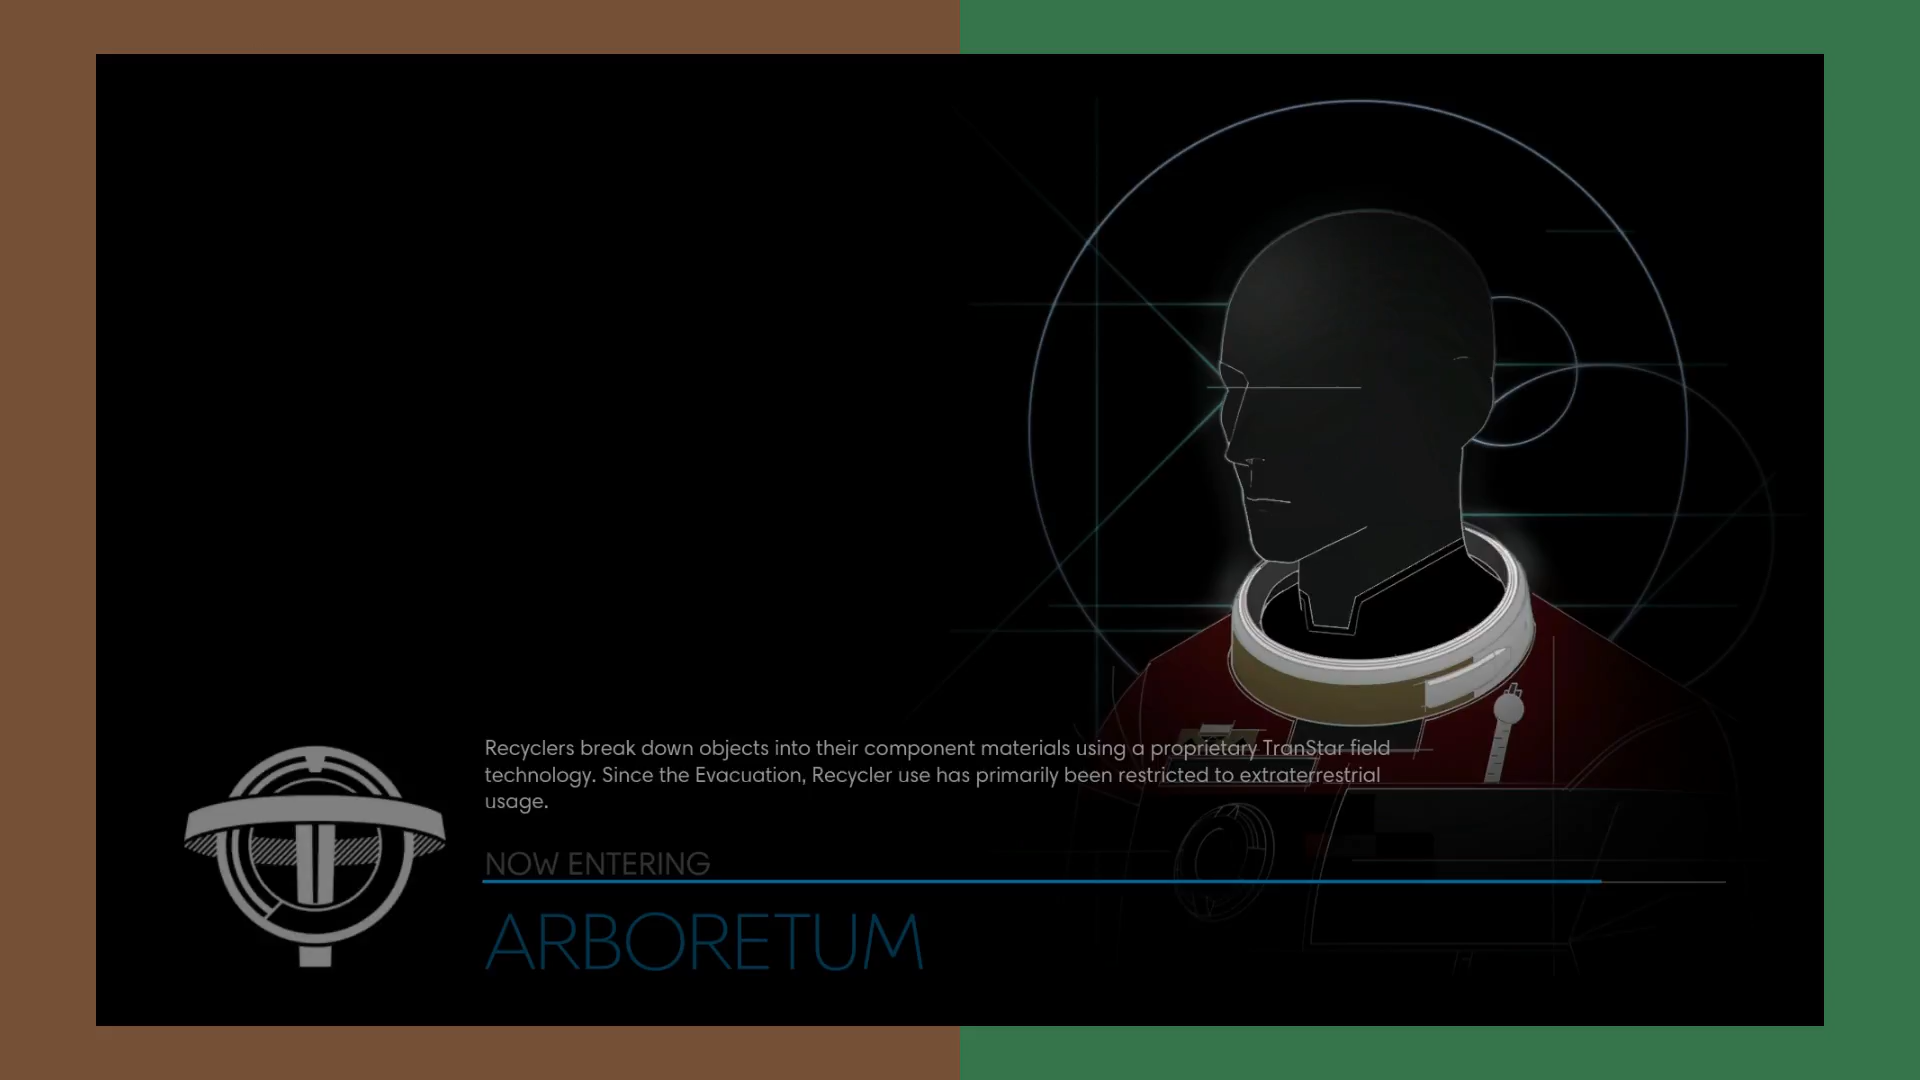 Recyclers break down objects into their component materials using a proprietary TranStar field
technology. Since the Evacuation, Recycler use has primarily been restricted to extraterrestrial
usage.
NOW ENTERING
ARBORETUM